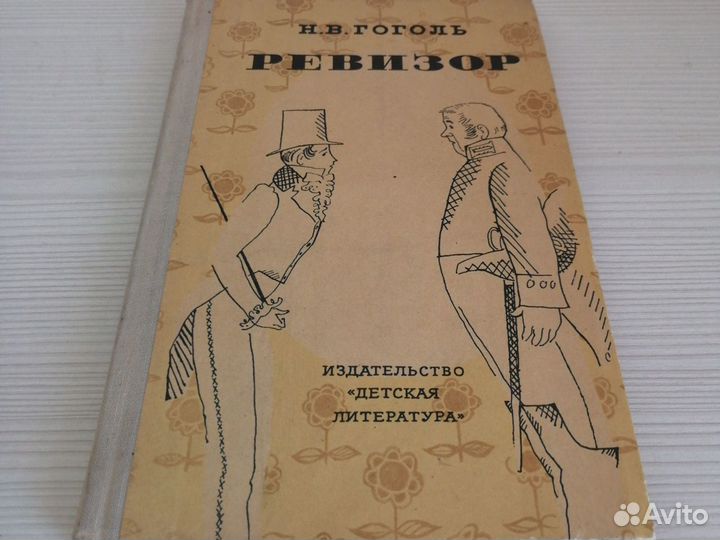 Н.В.ГОГОЛЬ
РЕВИЗОР
ИЗДАТЕЛЬСТВО
«ДЕТСКАЯ
ЛИТЕРАТУРА»
Avito